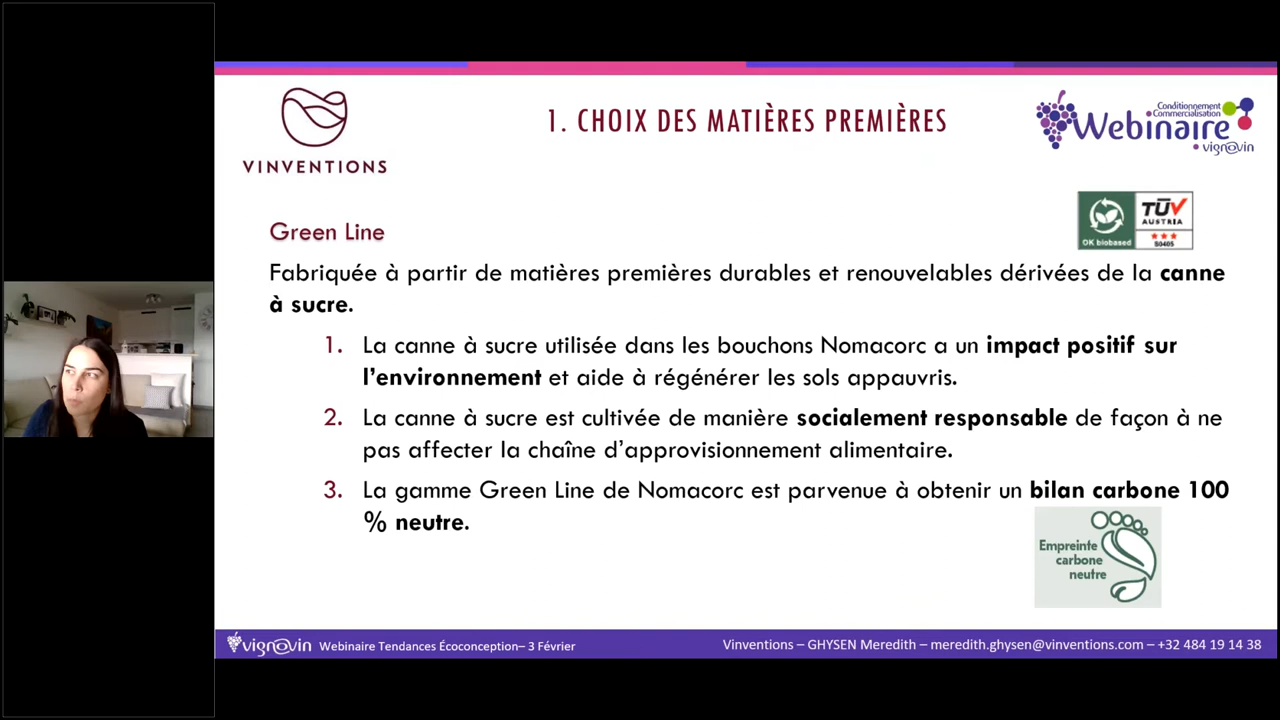 VINVENTIONS
1. CHOIX DES MATIÈRES PREMIÈRES
Conditionnement
Commercialisation
Webinaire
vignovin
OK biobased
TÜV
AUSTRIA
S0405
Green Line
Fabriquée à partir de matières premières durables et renouvelables dérivées de la canne
à sucre.
1. La canne à sucre utilisée dans les bouchons Nomacorc a un impact positif sur
l’environnement et aide à régénérer les sols appauvris.
2. La canne à sucre est cultivée de manière socialement responsable de façon à ne
pas affecter la chaîne d’approvisionnement alimentaire.
3. La gamme Green Line de Nomacorc est parvenue à obtenir un bilan carbone 100
% neutre.
Empreinte
carbone
neutre
vignovin Webinaire Tendances Écoconception– 3 Février
Vinventions – GHYSEN Meredith – meredith.ghysen@vinventions.com – +32 484 19 14 38